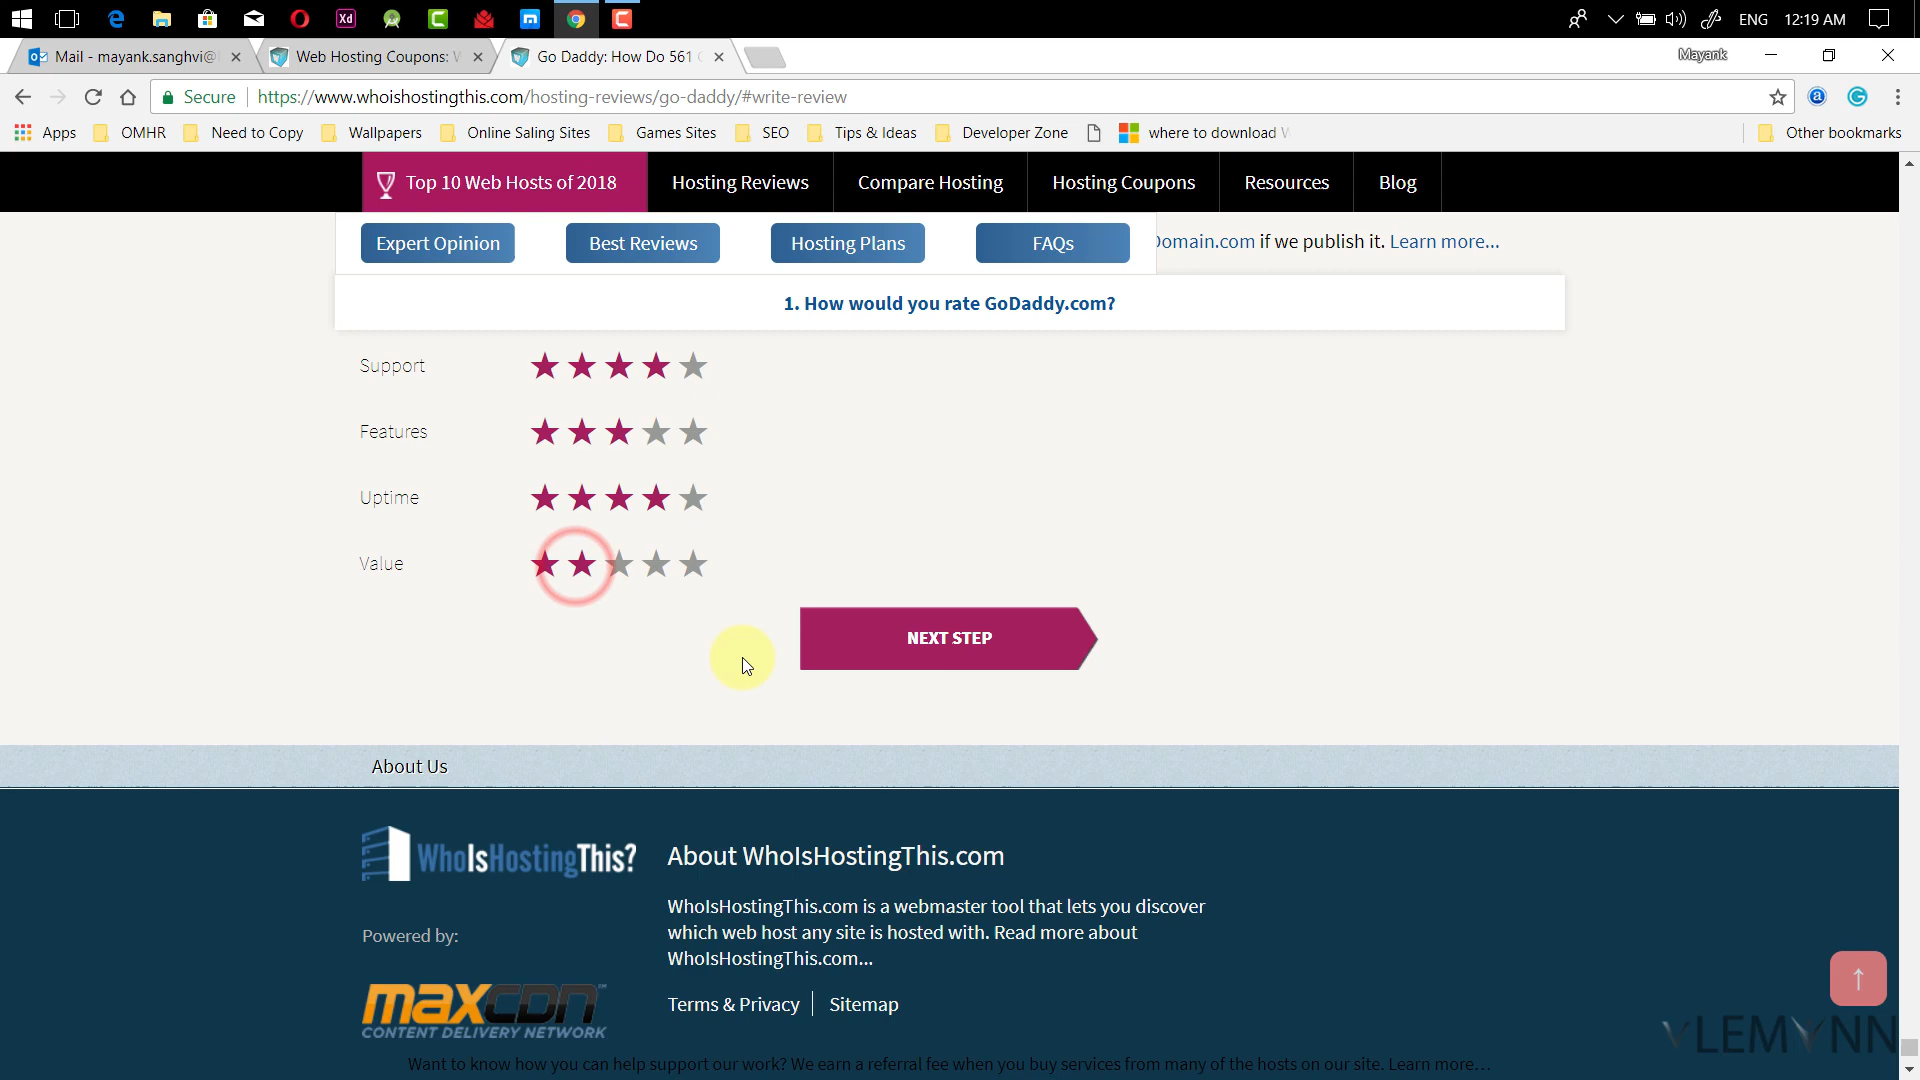 Xd
ENG
12:19 AM
Mail - mayank.sanghvi@
Web Hosting Coupons: W
Go Daddy: How Do 561
Mayank
Secure
https://www.whoishostingthis.com/hosting-reviews/go-daddy/#write-review
Apps
OMHR
Need to Copy
Wallpapers
Online Saling Sites
Games Sites
SEO
Tips & Ideas
Developer Zone
where to download
Other bookmarks
Top 10 Web Hosts of 2018
Hosting Reviews
Compare Hosting
Hosting Coupons
Resources
Blog
Expert Opinion
Best Reviews
Hosting Plans
FAQs
Domain.com if we publish it. Learn more...
1. How would you rate GoDaddy.com?
Support
Features
Uptime
Value
NEXT STEP
About Us
WhoIsHostingThis?
About WhoIsHostingThis.com
WhoIsHostingThis.com is a webmaster tool that lets you discover
which web host any site is hosted with. Read more about
WhoIsHostingThis.com...
Powered by:
maxcdn
CONTENT DELIVERY NETWORK
Terms & Privacy
Sitemap
VLEMYNN
Want to know how you can help support our work? We earn a referral fee when you buy services from many of the hosts on our site. Learn more...